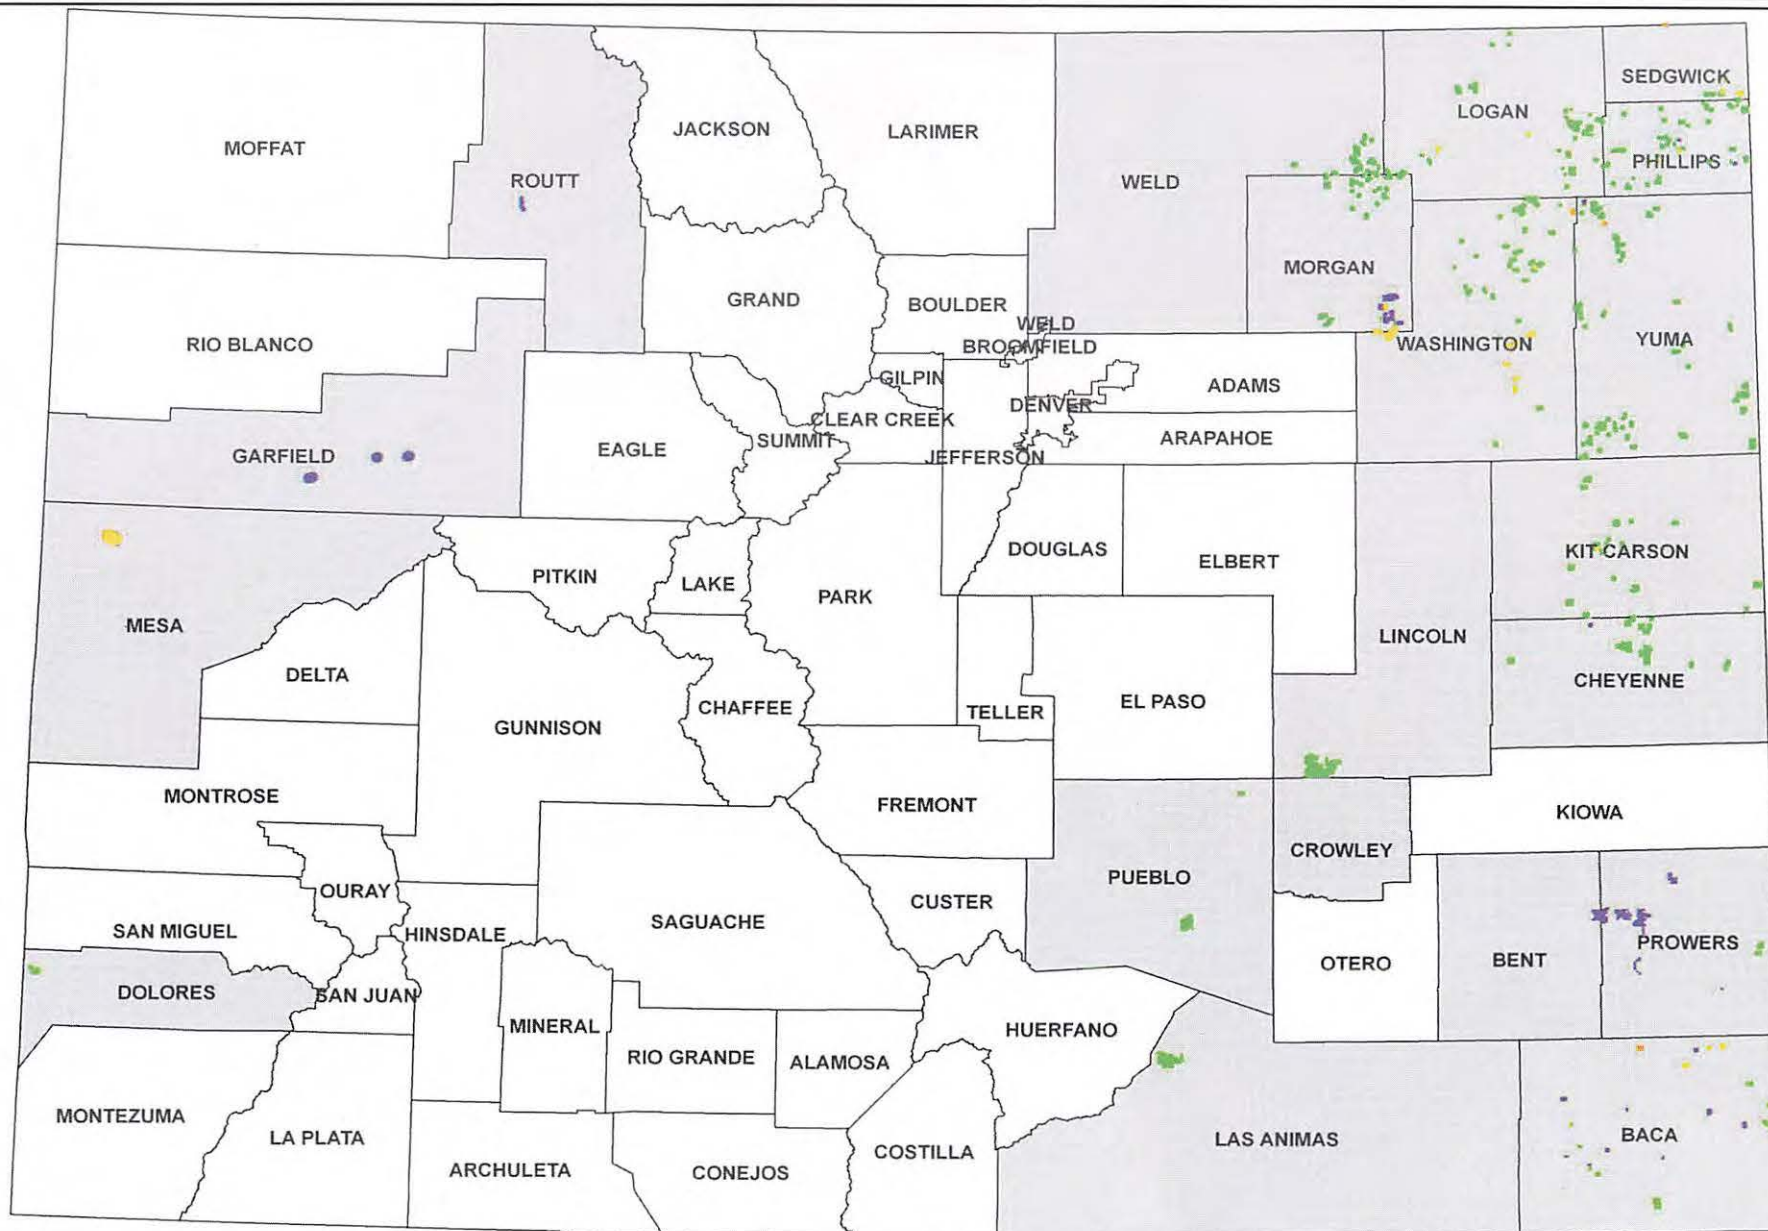 SEDGWICK
LOGAN
JACKSON
LARIMER
MOFFAT
PHILLIPS
ROUTT
WELD
MORGAN
GRAND
BOULDER
WELD
RIO BLANCO
BROOMFIELD
WASHINGTON
YUMA
GILPIN
ADAMS
DENVER
CLEAR CREEK
SUMMIT
ARAPAHOE
EAGLE
GARFIELD
JEFFERSON
DOUGLAS
KIT CARSON
ELBERT
PITKIN
LAKE
PARK
MESA
LINCOLN
DELTA
CHEYENNE
CHAFFEE
EL PASO
TELLER
GUNNISON
MONTROSE
FREMONT
KIOWA
CROWLEY
PUEBLO
OURAY
CUSTER
SAGUACHE
SAN MIGUEL
HINSDALE
PROWERS
BENT
OTERO
DOLORES
SAN JUAN
MINERAL
HUERFANO
RIO GRANDE
ALAMOSA
MONTEZUMA
LA PLATA
BACA
LAS ANIMAS
COSTILLA
ARCHULETA
CONEJOS